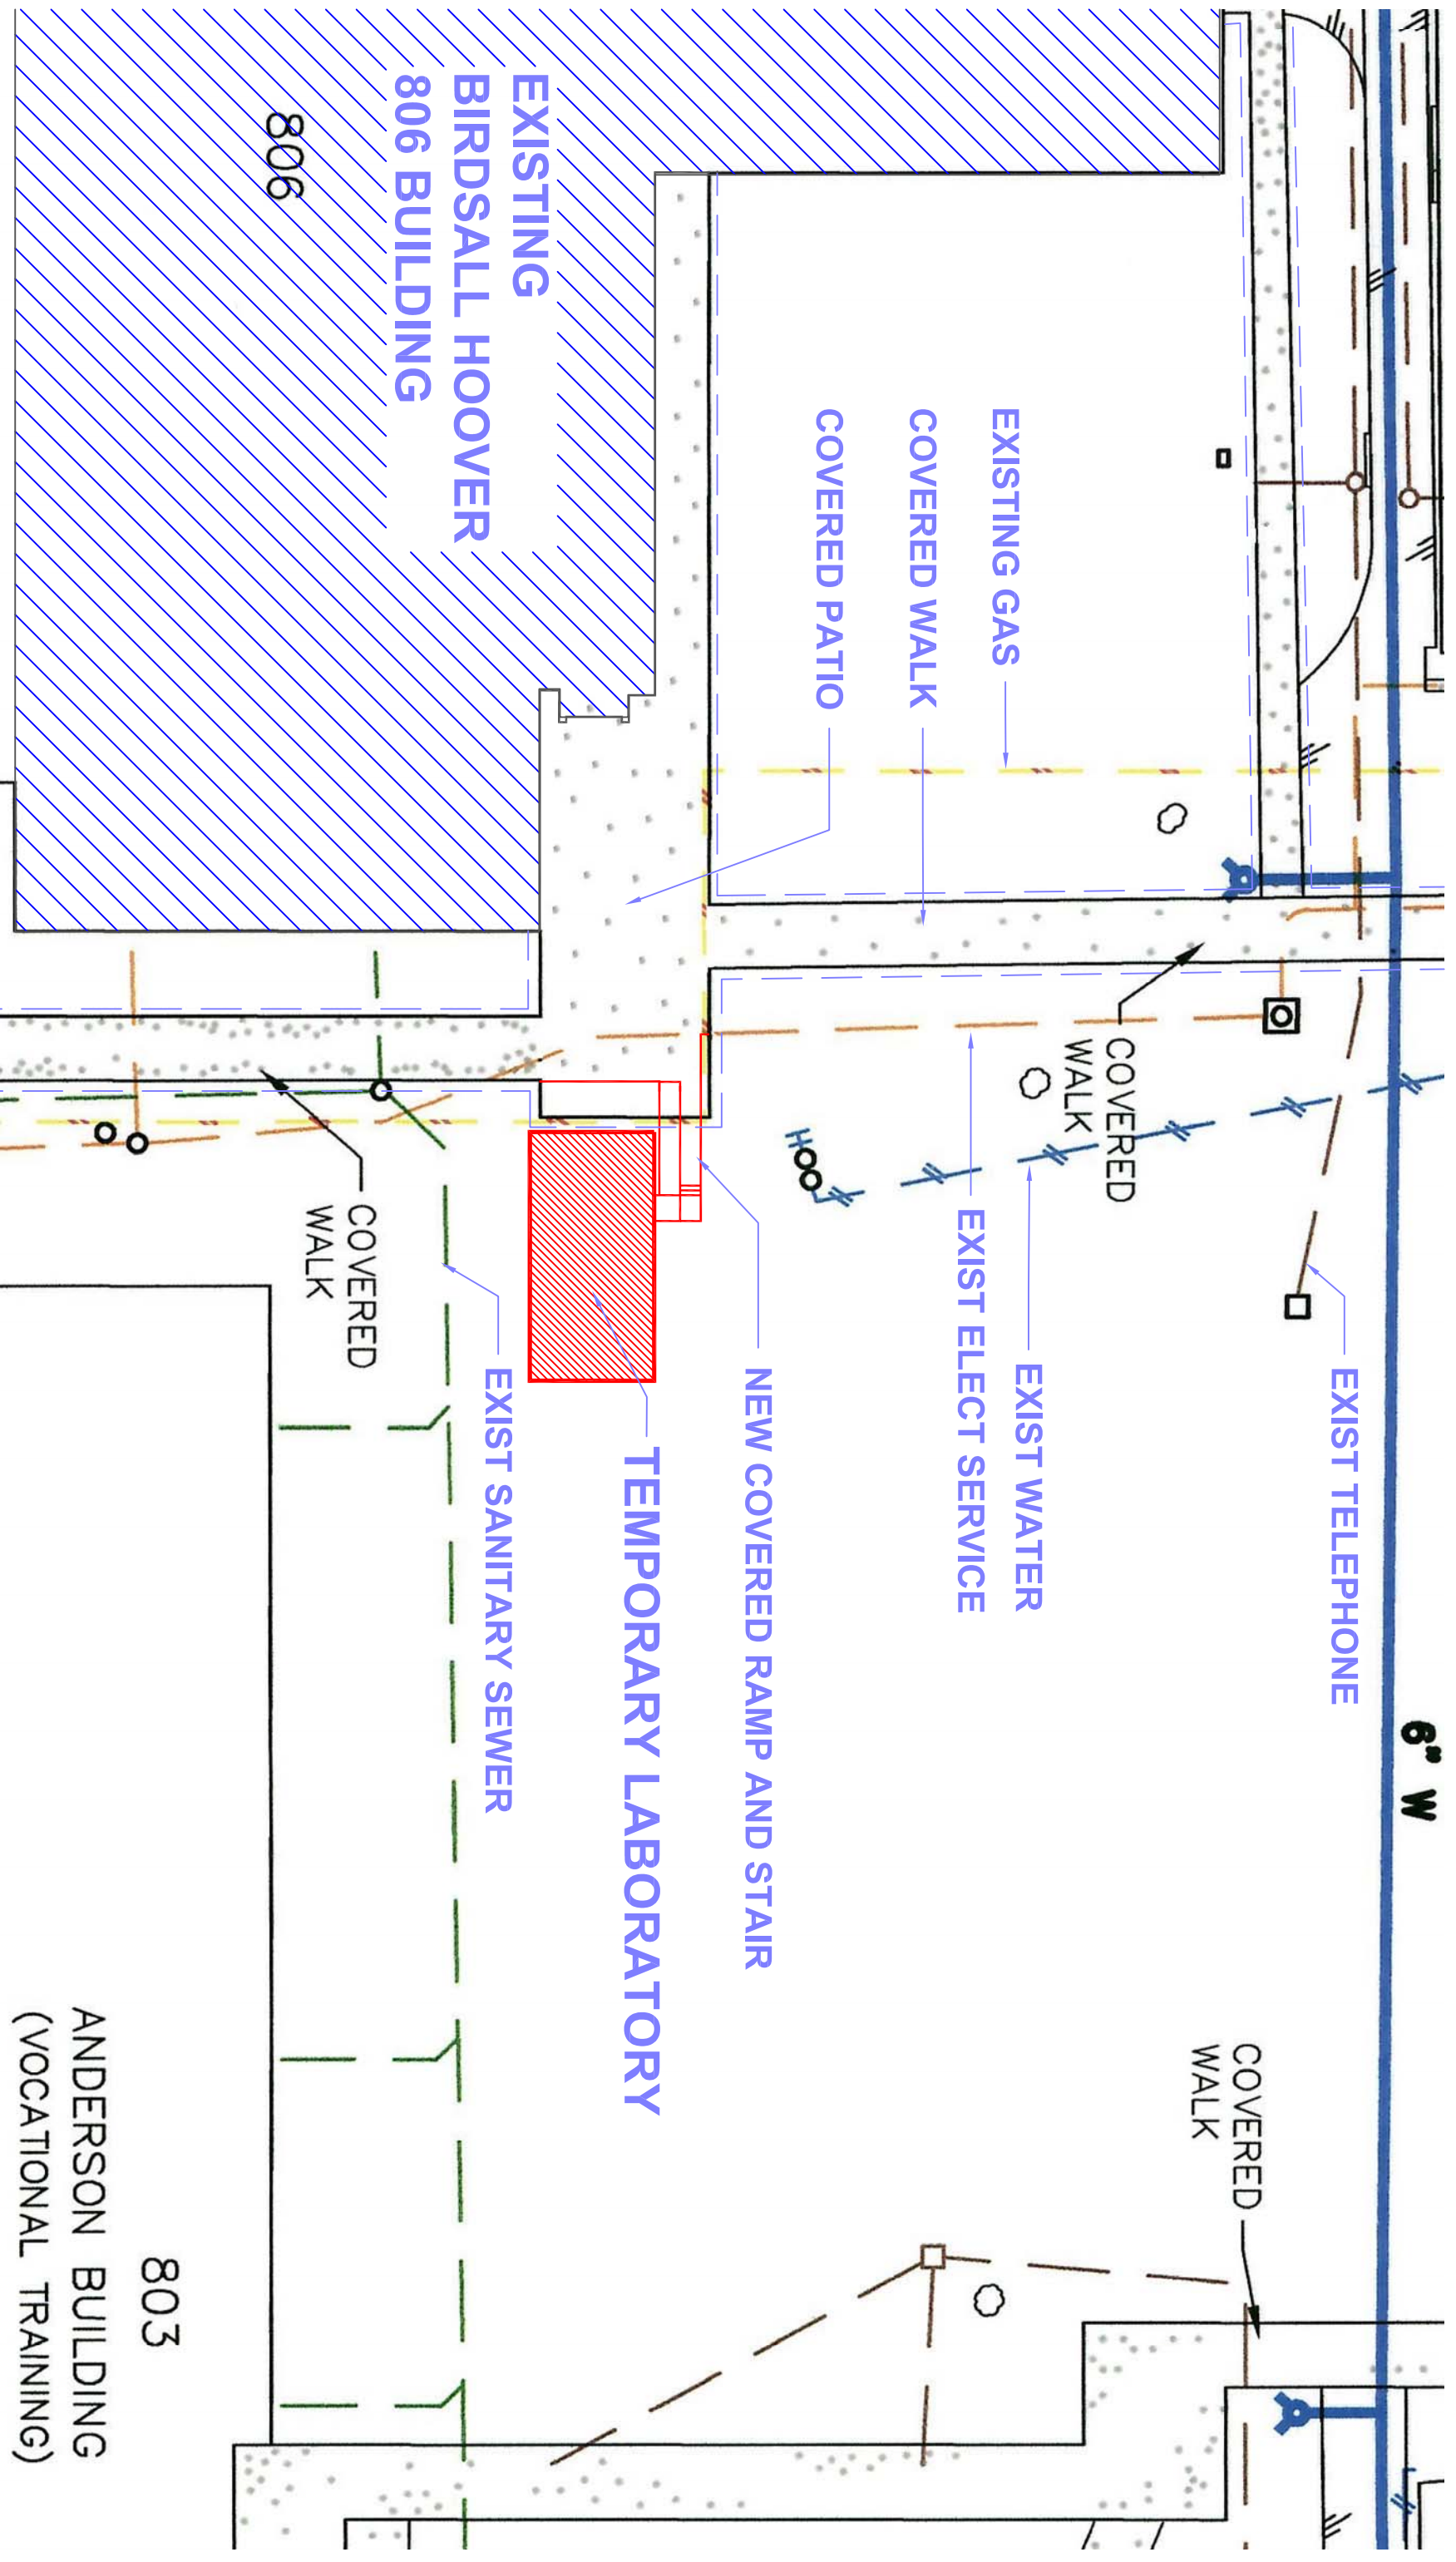 6" W
EXIST TELEPHONE
COVERED
WALK
COVERED
WALK
EXIST WATER
EXISTING GAS
EXIST ELECT SERVICE
COVERED WALK
COVERED PATIO
NEW COVERED RAMP AND STAIR
TEMPORARY LABORATORY
EXISTING
BIRDSALL HOOVER
806 BUILDING
EXIST SANITARY SEWER
COVERED
WALK
806
803
ANDERSON BUILDING
(VOCATIONAL TRAINING)